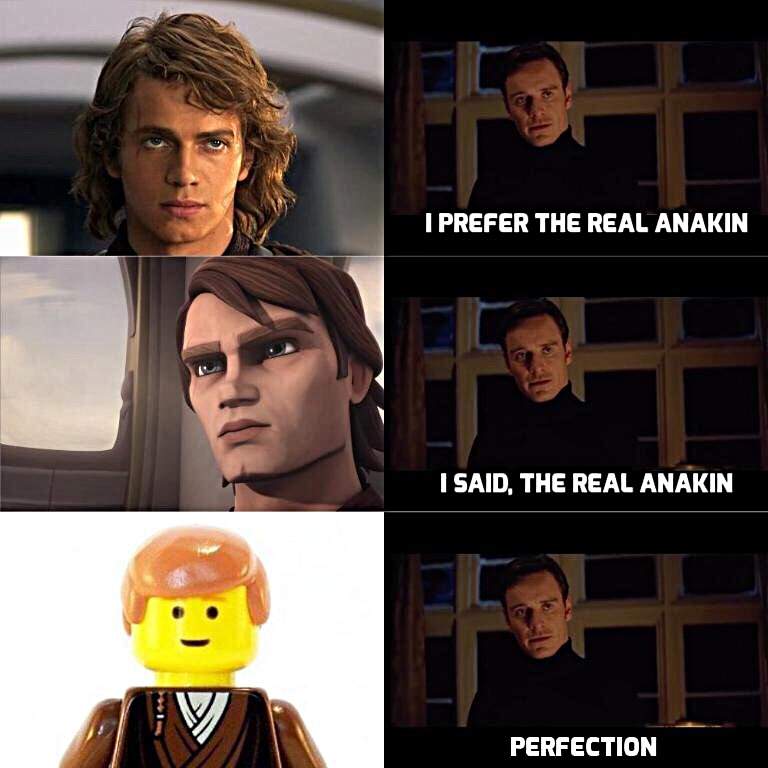 I PREFER THE REAL ANAKIN
I SAID, THE REAL ANAKIN
PERFECTION